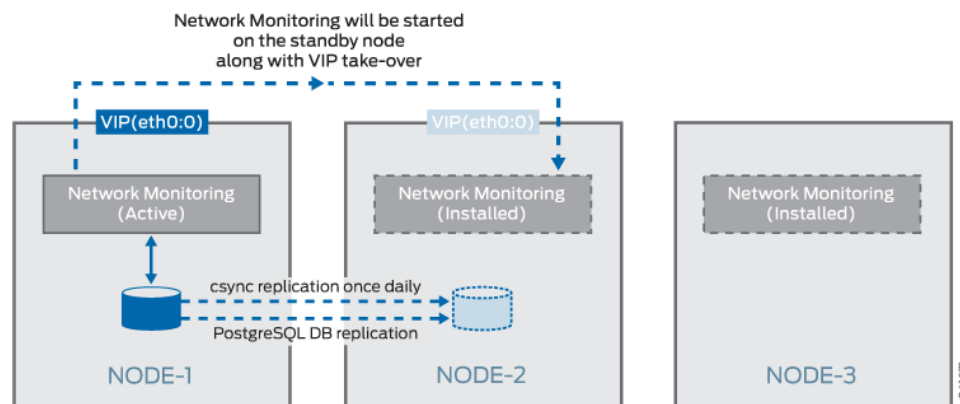 Network Monitoring will be started
on the standby node
along with VIP take-over
VIP(eth0:0)
VIP(eth0:0)
Network Monitoring
(Active)
Network Monitoring
(Installed)
Network Monitoring
(Installed)
csync replication once daily
PostgreSQL DB replication
NODE-1
NODE-2
NODE-3